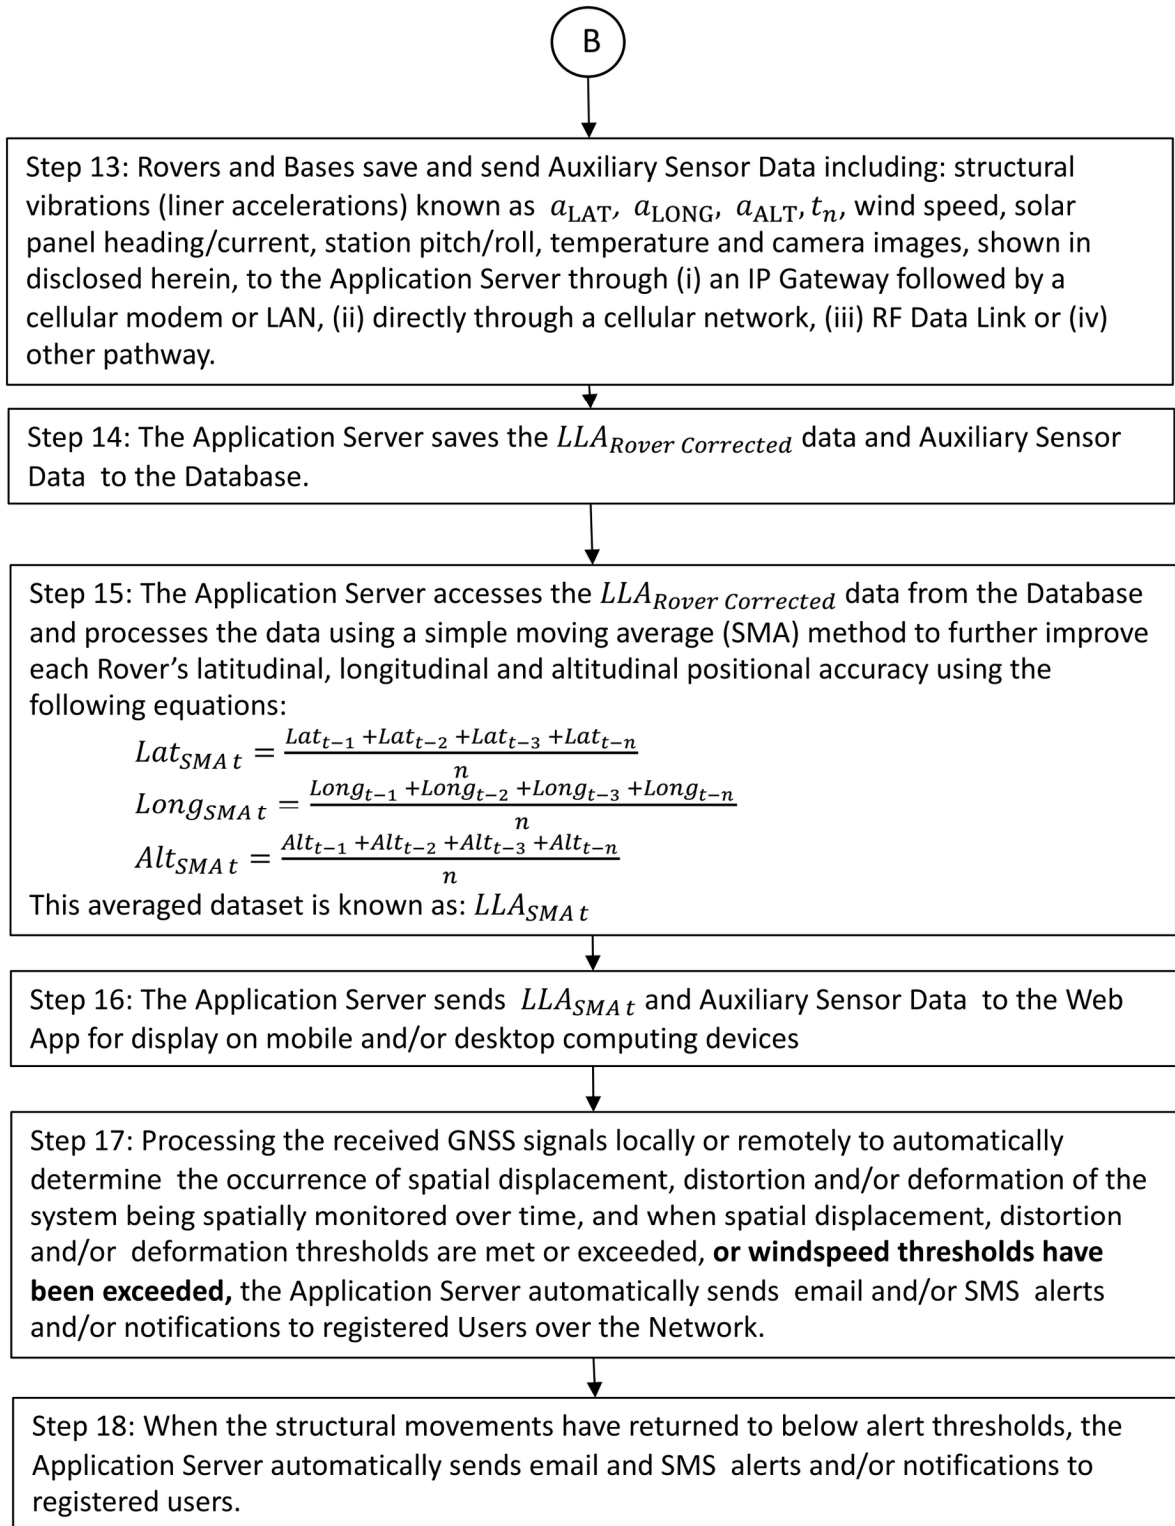 B
Step 13: Rovers and Bases save and send Auxiliary Sensor Data including: structural
vibrations (liner accelerations) known as a_LAT, a_LONG, a_ALT, t_n, wind speed, solar
panel heading/current, station pitch/roll, temperature and camera images, shown in
disclosed herein, to the Application Server through (i) an IP Gateway followed by a
cellular modem or LAN, (ii) directly through a cellular network, (iii) RF Data Link or (iv)
other pathway.
Step 14: The Application Server saves the LLA_Rover Corrected data and Auxiliary Sensor
Data to the Database.
Step 15: The Application Server accesses the LLA_Rover Corrected data from the Database
and processes the data using a simple moving average (SMA) method to further improve
each Rover’s latitudinal, longitudinal and altitudinal positional accuracy using the
following equations:
Lat_SMA t = (Lat_t−1 +Lat_t−2 +Lat_t−3 +Lat_t−n) / n
Long_SMA t = (Long_t−1 +Long_t−2 +Long_t−3 +Long_t−n) / n
Alt_SMA t = (Alt_t−1 +Alt_t−2 +Alt_t−3 +Alt_t−n) / n
This averaged dataset is known as: LLA_SMA t
Step 16: The Application Server sends LLA_SMA t and Auxiliary Sensor Data to the Web
App for display on mobile and/or desktop computing devices
Step 17: Processing the received GNSS signals locally or remotely to automatically
determine the occurrence of spatial displacement, distortion and/or deformation of the
system being spatially monitored over time, and when spatial displacement, distortion
and/or deformation thresholds are met or exceeded, or windspeed thresholds have
been exceeded, the Application Server automatically sends email and/or SMS alerts
and/or notifications to registered Users over the Network.
Step 18: When the structural movements have returned to below alert thresholds, the
Application Server automatically sends email and SMS alerts and/or notifications to
registered users.